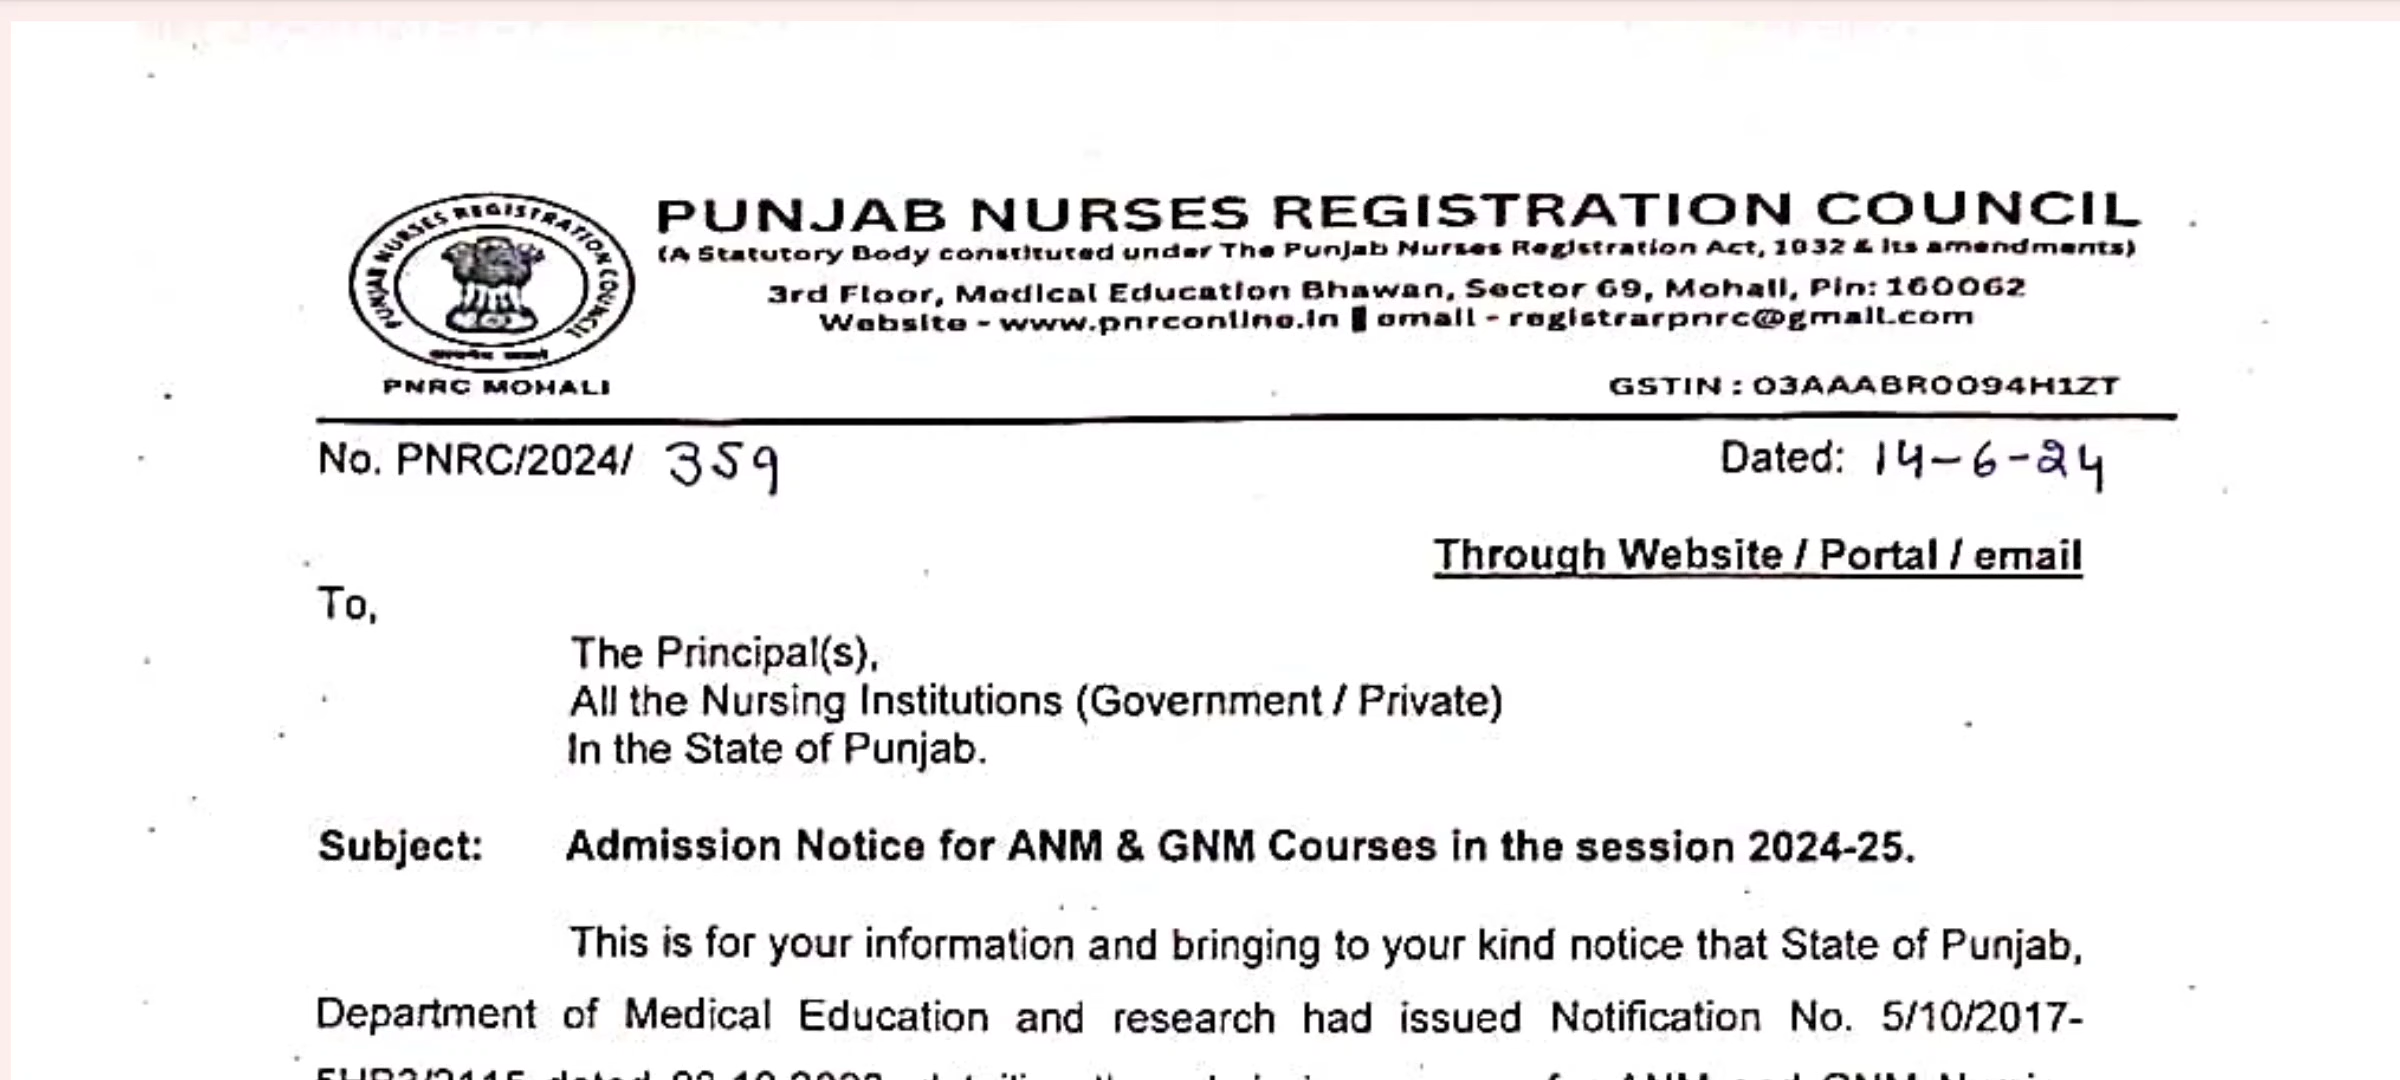 PUNJAB NURSES REGISTRATION COUNCIL
(A Statutory Body constituted under The Punjab Nurses Registration Act, 1032 & its amendments)
3rd Floor, Medical Education Bhawan, Sector 69, Mohali, Pin: 160062
Website - www.pnrconline.in email - registrarpnrc@gmail.com
PUNJAB NURSES REGISTRATION COUNCIL
PNRC MOHALI
GSTIN : 03AAABR0094H1ZT
No. PNRC/2024/ 359
Dated: 14-6-24
Through Website / Portal / email
To,
The Principal(s),
All the Nursing Institutions (Government / Private)
In the State of Punjab.
Subject: Admission Notice for ANM & GNM Courses in the session 2024-25.
This is for your information and bringing to your kind notice that State of Punjab,
Department of Medical Education and research had issued Notification No. 5/10/2017-